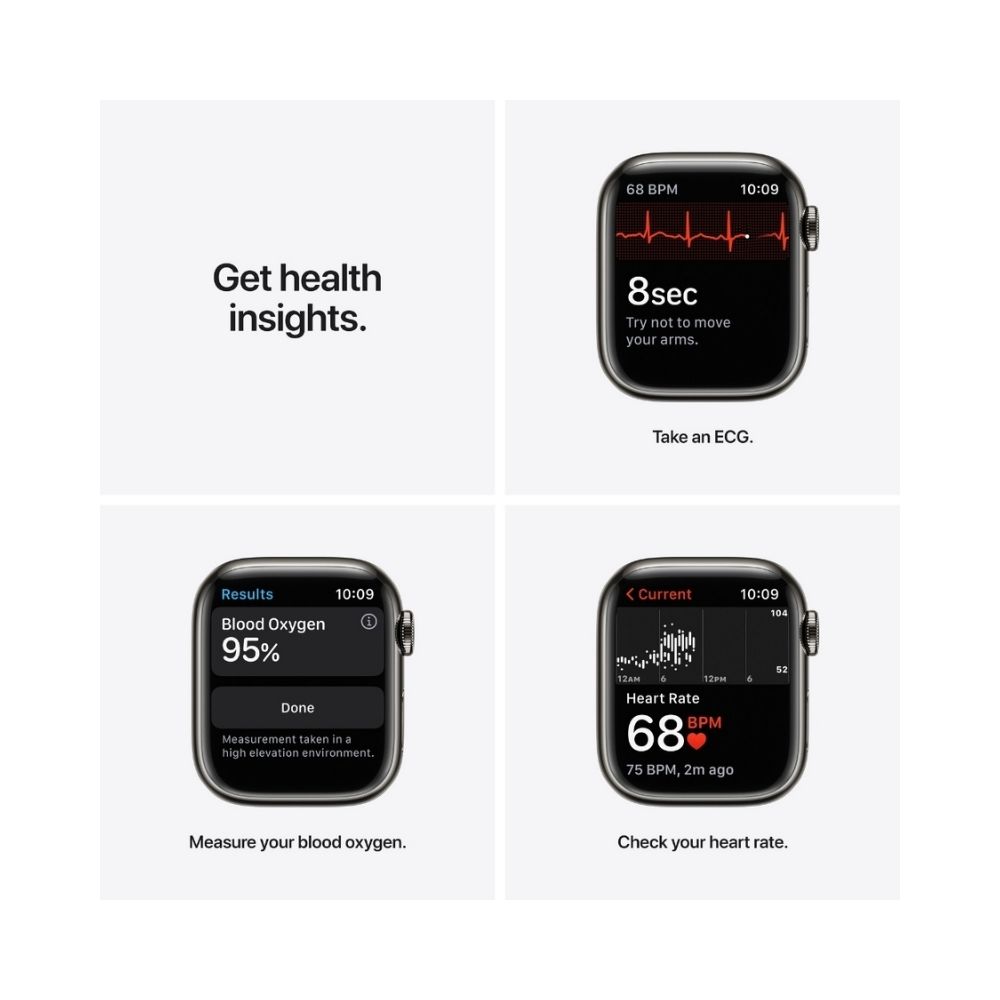 Get health
insights.
68 BPM 10:09
8sec
Try not to move
your arms.
Take an ECG.
Results 10:09
Blood Oxygen
95%
Done
Measurement taken in a
high elevation environment.
Measure your blood oxygen.
Current 10:09
104
52
12AM 6 12PM 6
Heart Rate
68 BPM
75 BPM, 2m ago
Check your heart rate.